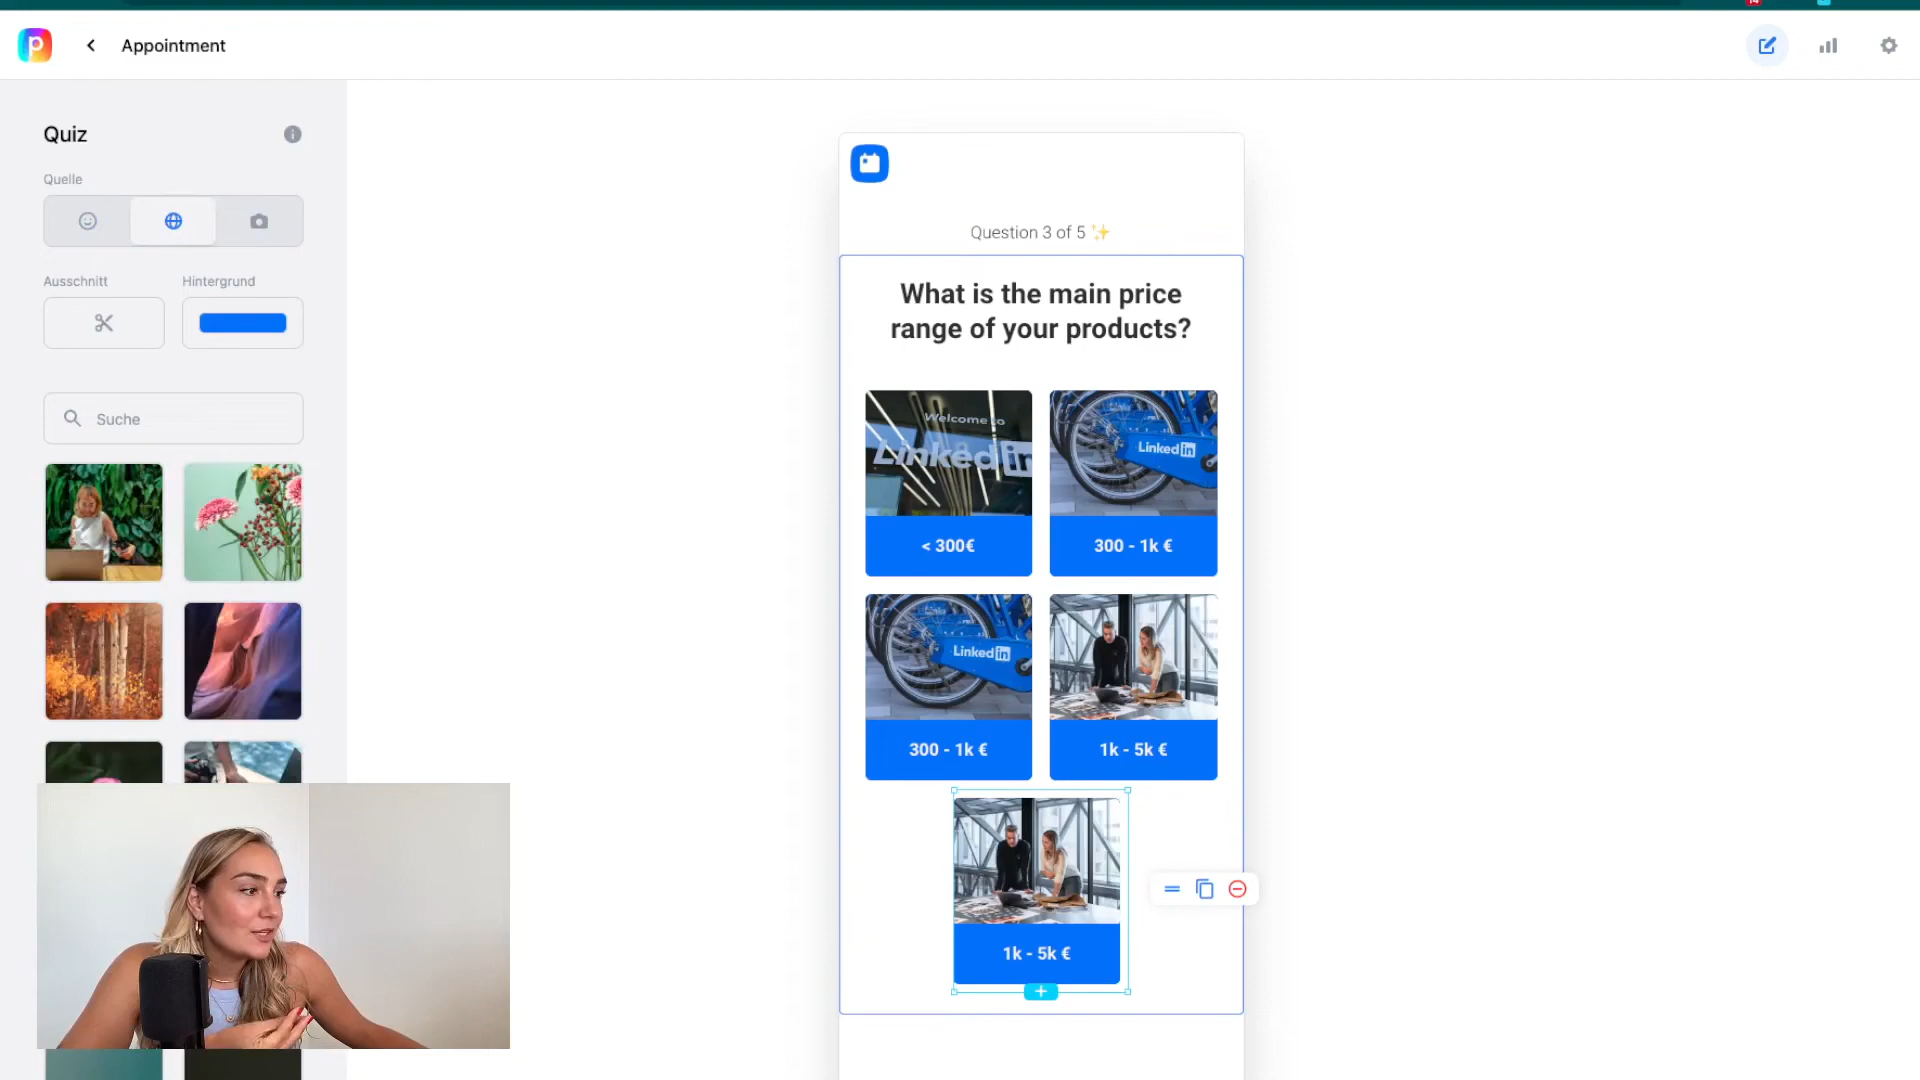 14
p
Appointment
Quiz
Quelle
Ausschnitt
Hintergrund
Suche
Question 3 of 5 ✨
What is the main price
range of your products?
Welcome to
Linkedin
Linkedin
< 300€
300 - 1k €
Linkedin
300 - 1k €
1k - 5k €
1k - 5k €